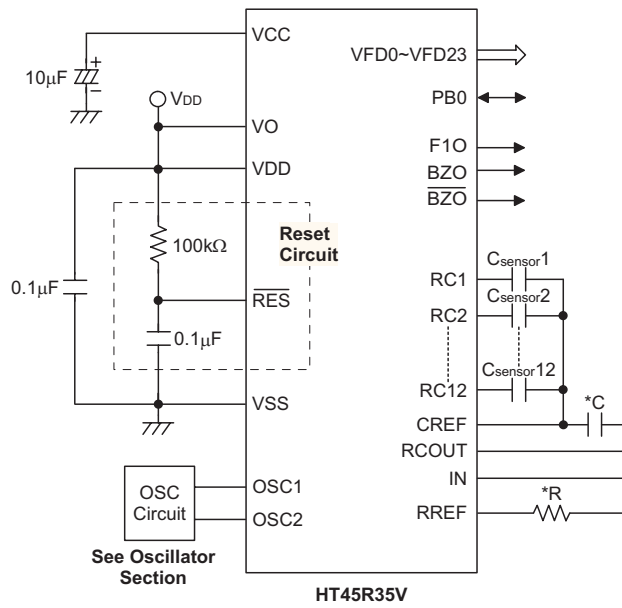 VCC
10μF
+
−
VDD
VO
VDD
Reset
Circuit
100kΩ
0.1μF
RES
0.1μF
VSS
OSC
Circuit
OSC1
OSC2
See Oscillator
Section
VFD0~VFD23
PB0
F1O
BZO
BZO
Csensor1
RC1
Csensor2
RC2
Csensor12
RC12
*C
CREF
RCOUT
IN
*R
RREF
HT45R35V